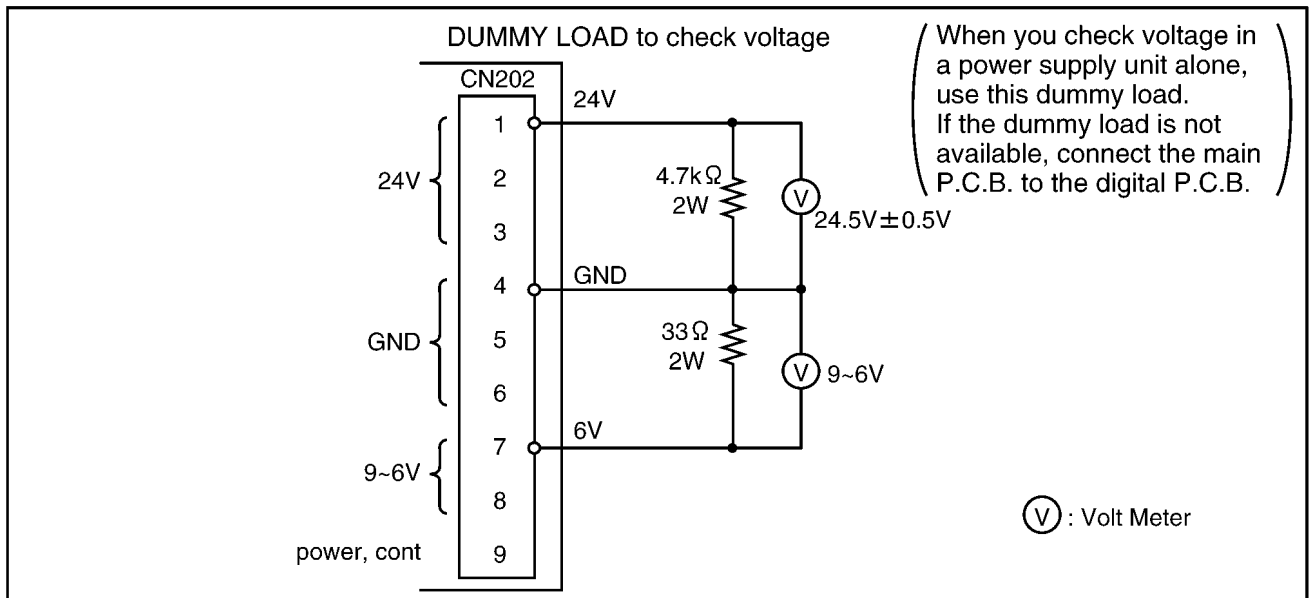 DUMMY LOAD to check voltage
When you check voltage in
a power supply unit alone,
use this dummy load.
If the dummy load is not
available, connect the main
P.C.B. to the digital P.C.B.
CN202
24V
1
2
3
24V
4.7kΩ
2W
V
24.5V±0.5V
4
GND
5
6
GND
33Ω
2W
V
9~6V
7
6V
8
9~6V
9
power, cont
V : Volt Meter